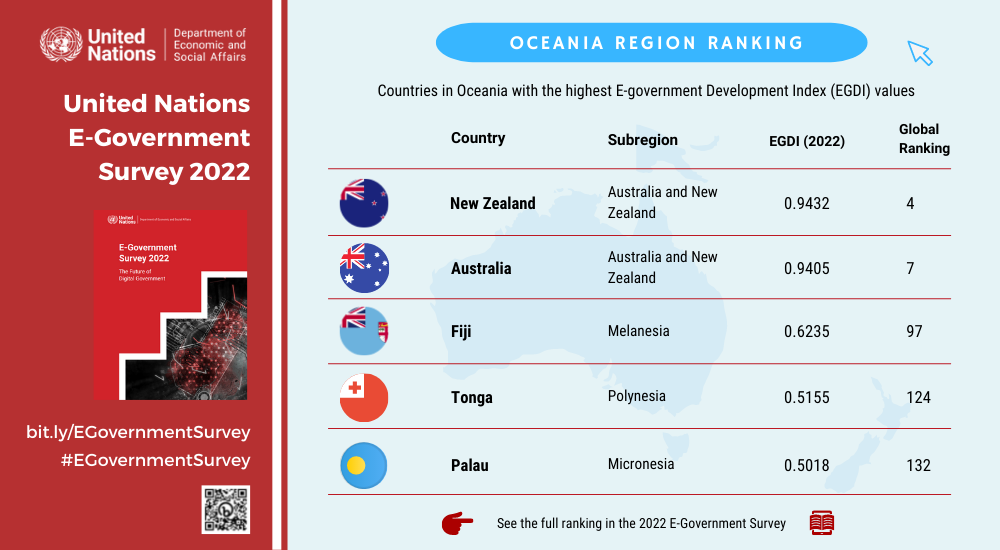 United
Nations
Department of
Economic and
Social Affairs
United Nations
E-Government
Survey 2022
United
Nations
Department of Economic and Social Affairs
E-Government
Survey 2022
The Future of
Digital Government
bit.ly/EGovernmentSurvey
#EGovernmentSurvey
OCEANIA REGION RANKING
Countries in Oceania with the highest E-government Development Index (EGDI) values
Country Subregion EGDI (2022) Global
Ranking
New Zealand Australia and New
Zealand 0.9432 4
Australia Australia and New
Zealand 0.9405 7
Fiji Melanesia 0.6235 97
Tonga Polynesia 0.5155 124
Palau Micronesia 0.5018 132
See the full ranking in the 2022 E-Government Survey